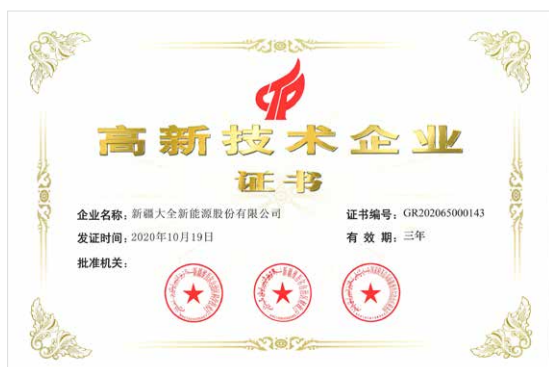 高新技术企业
证书
企业名称：新疆大全新能源股份有限公司
证书编号：GR202065000143
发证时间：2020年10月19日
有效期：三年
批准机关：